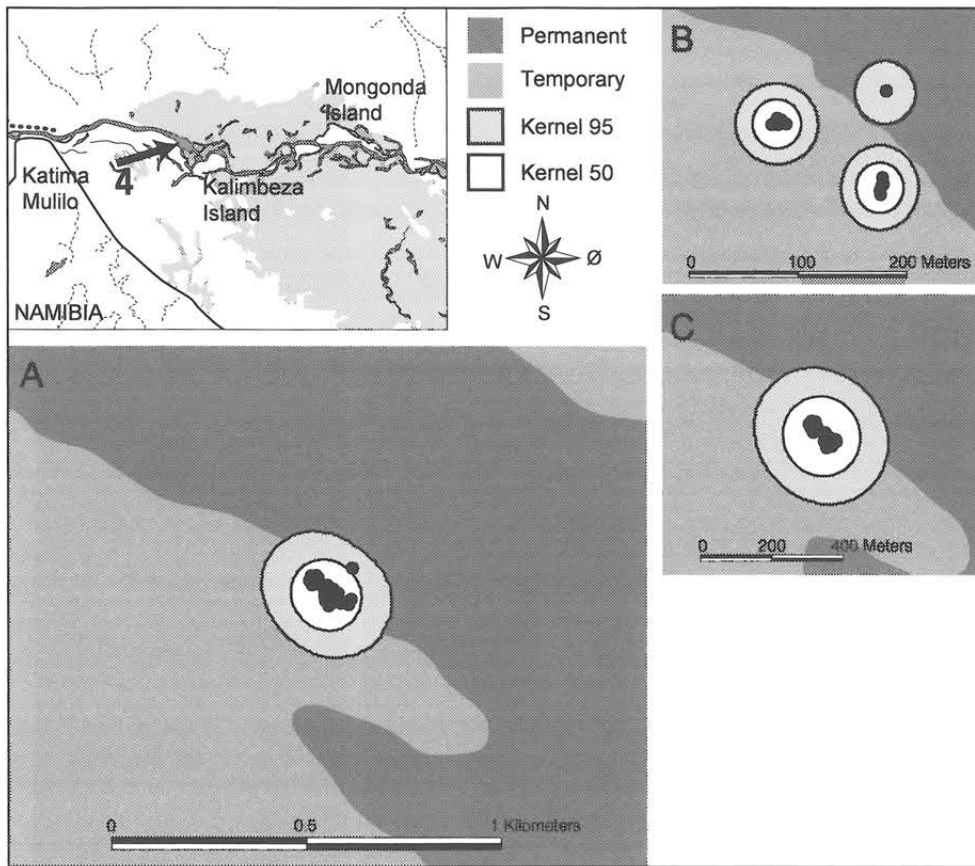 Mongonda
Island
4
Katima
Mulilo
Kalimbeza
Island
NAMIBIA
Permanent
Temporary
Kernel 95
Kernel 50
N
W
Ø
S
B
0 100 200 Meters
C
0 200 400 Meters
A
0 0.5 1 Kilometers